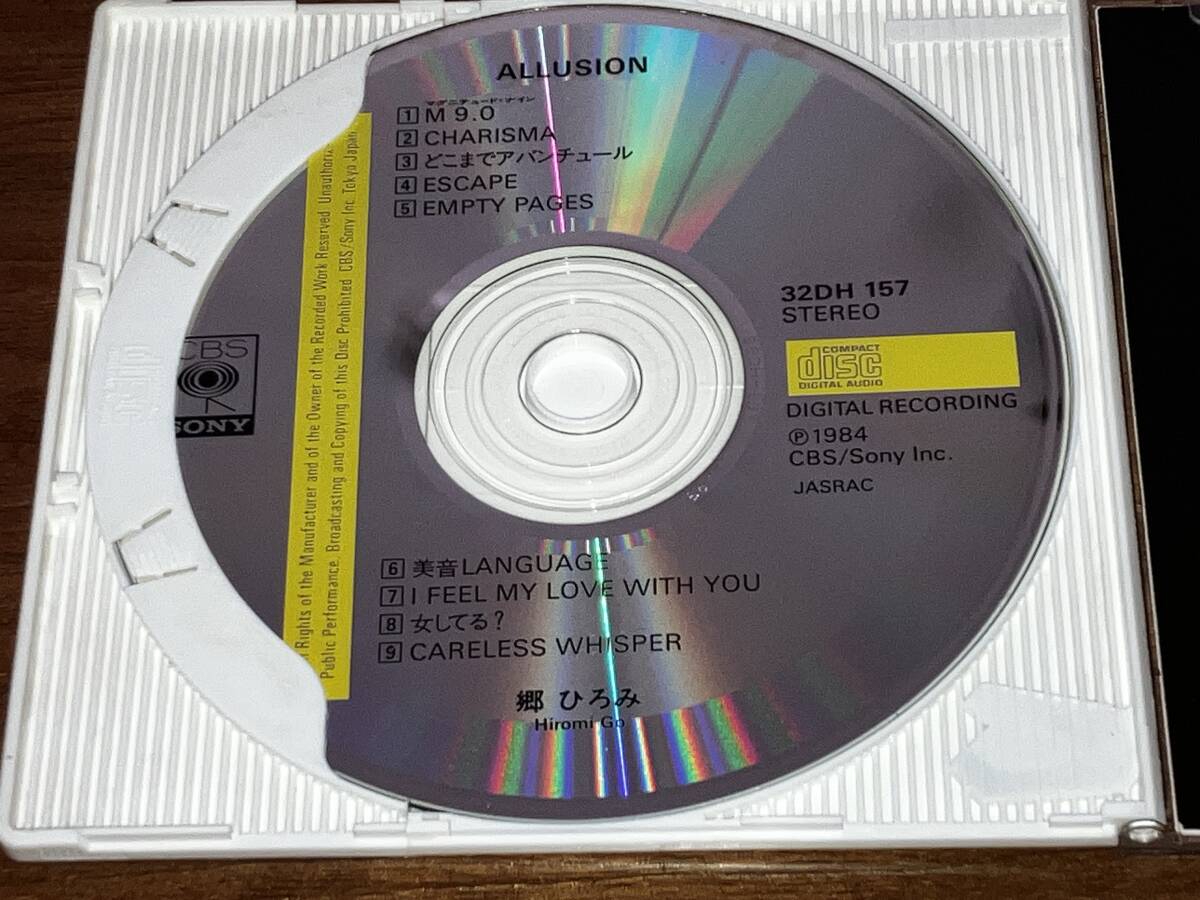 ALLUSION
マグニチュード・ナイン
1 M 9.0
2 CHARISMA
3 どこまでアバンチュール
4 ESCAPE
5 EMPTY PAGES
32DH 157
STEREO
COMPACT
disc
DIGITAL AUDIO
DIGITAL RECORDING
Ⓟ1984
CBS/Sony Inc.
JASRAC
CBS
SONY
Rights of the Manufacturer and of the Owner of the Recorded Work Reserved. Unauthoriz
Public Performance, Broadcasting and Copying of this Disc Prohibited CBS/Sony Inc. Tokyo Japan
6 美音LANGUAGE
7 I FEEL MY LOVE WITH YOU
8 女してる?
9 CARELESS WHISPER
郷 ひろみ
Hiromi Go